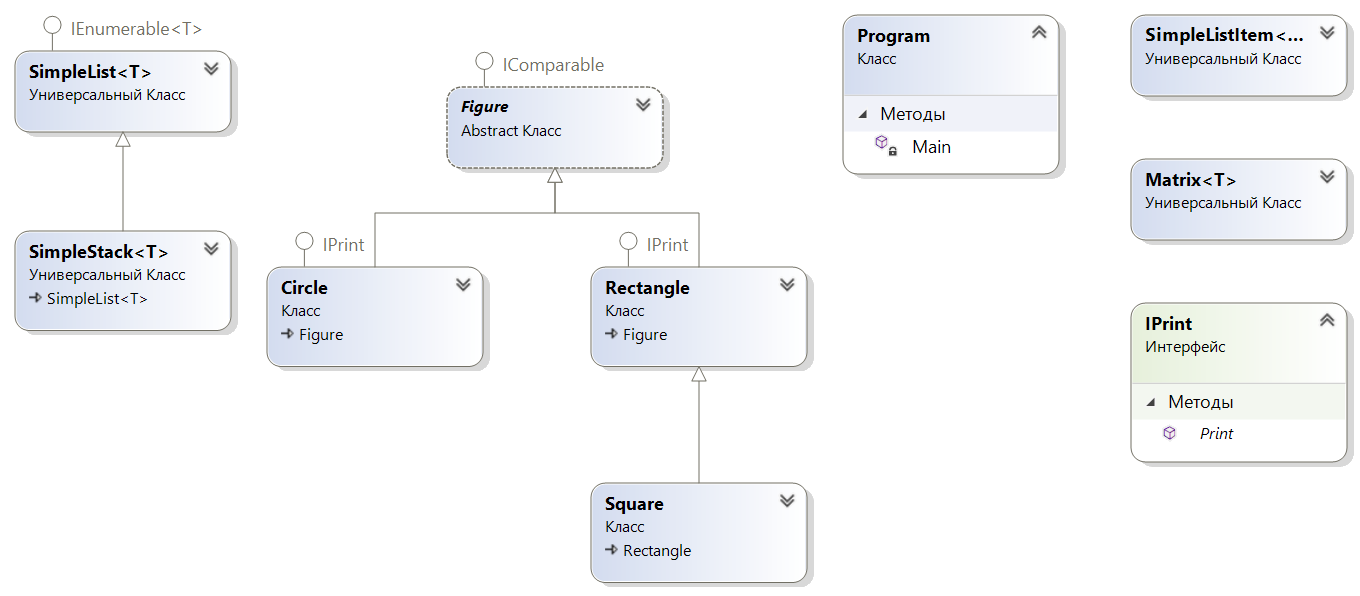 IEnumerable<T>
SimpleList<T>
Универсальный Класс
SimpleStack<T>
Универсальный Класс
SimpleList<T>
IComparable
Figure
Abstract Класс
IPrint
Circle
Класс
Figure
IPrint
Rectangle
Класс
Figure
Square
Класс
Rectangle
Program
Класс
Методы
Main
SimpleListItem<...
Универсальный Класс
Matrix<T>
Универсальный Класс
IPrint
Интерфейс
Методы
Print